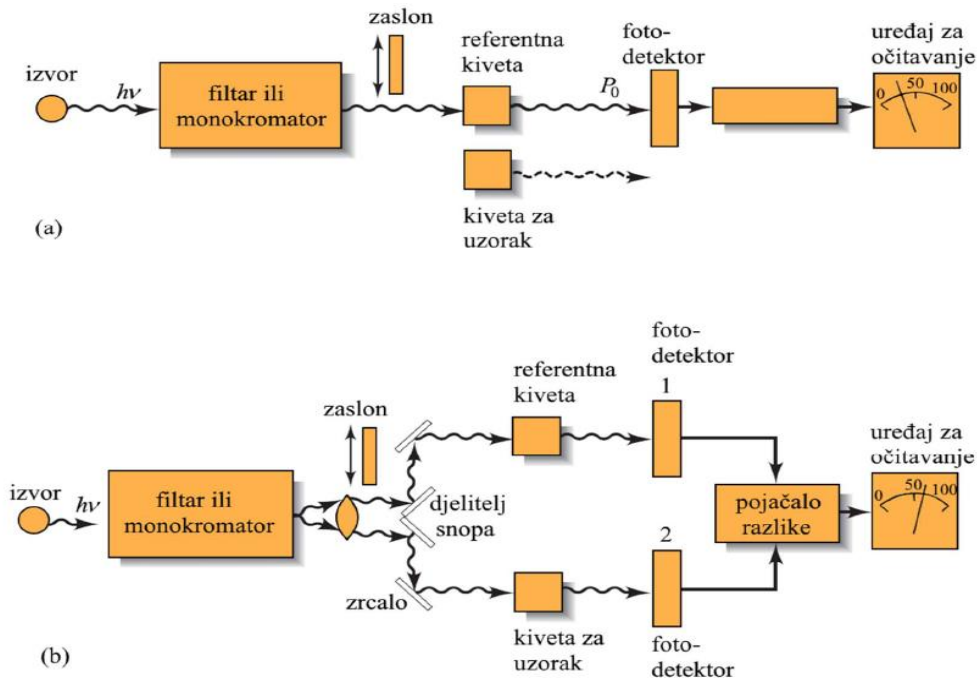 izvor
hν
filtar ili
monokromator
zaslon
referentna
kiveta
P₀
foto-
detektor
uređaj za
očitavanje
0 50 100
kiveta za
uzorak
(a)
izvor
hν
filtar ili
monokromator
zaslon
djelitelj
snopa
zrcalo
referentna
kiveta
foto-
detektor
1
kiveta za
uzorak
2
foto-
detektor
pojačalo
razlike
uređaj za
očitavanje
0 50 100
(b)